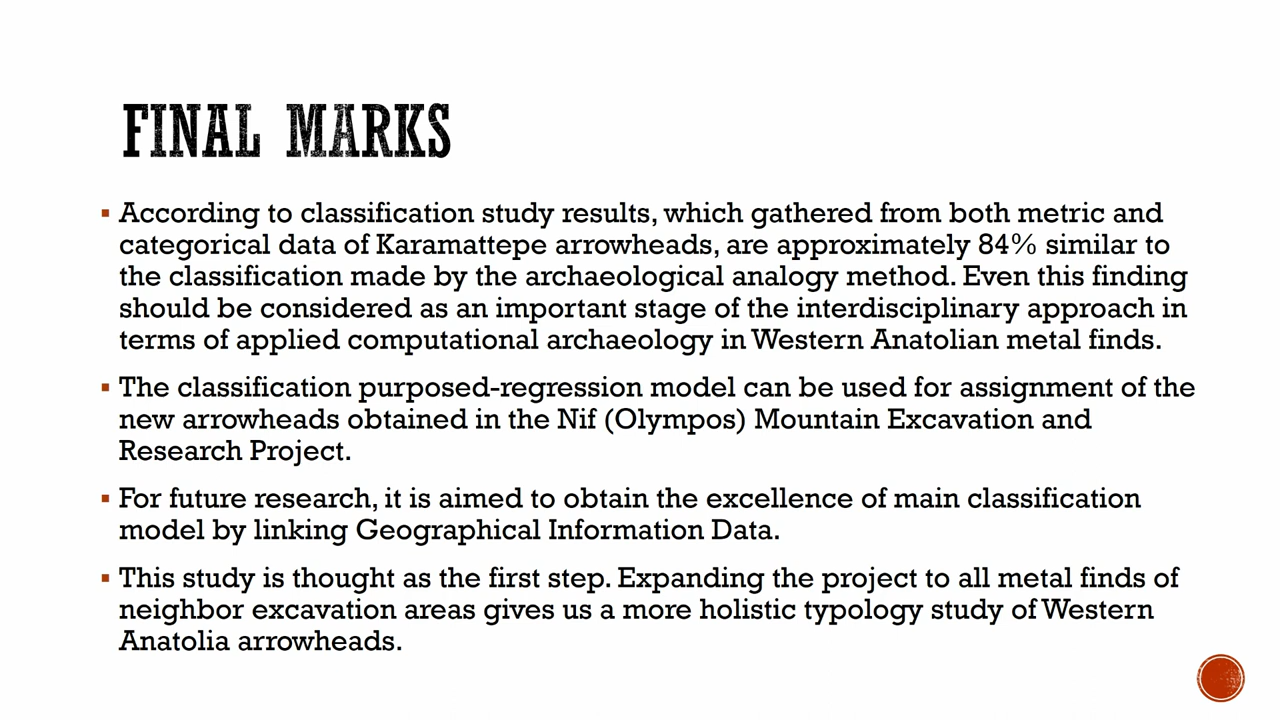 FINAL MARKS
According to classification study results, which gathered from both metric and
categorical data of Karamattepe arrowheads, are approximately 84% similar to
the classification made by the archaeological analogy method. Even this finding
should be considered as an important stage of the interdisciplinary approach in
terms of applied computational archaeology in Western Anatolian metal finds.
The classification purposed-regression model can be used for assignment of the
new arrowheads obtained in the Nif (Olympos) Mountain Excavation and
Research Project.
For future research, it is aimed to obtain the excellence of main classification
model by linking Geographical Information Data.
This study is thought as the first step. Expanding the project to all metal finds of
neighbor excavation areas gives us a more holistic typology study of Western
Anatolia arrowheads.